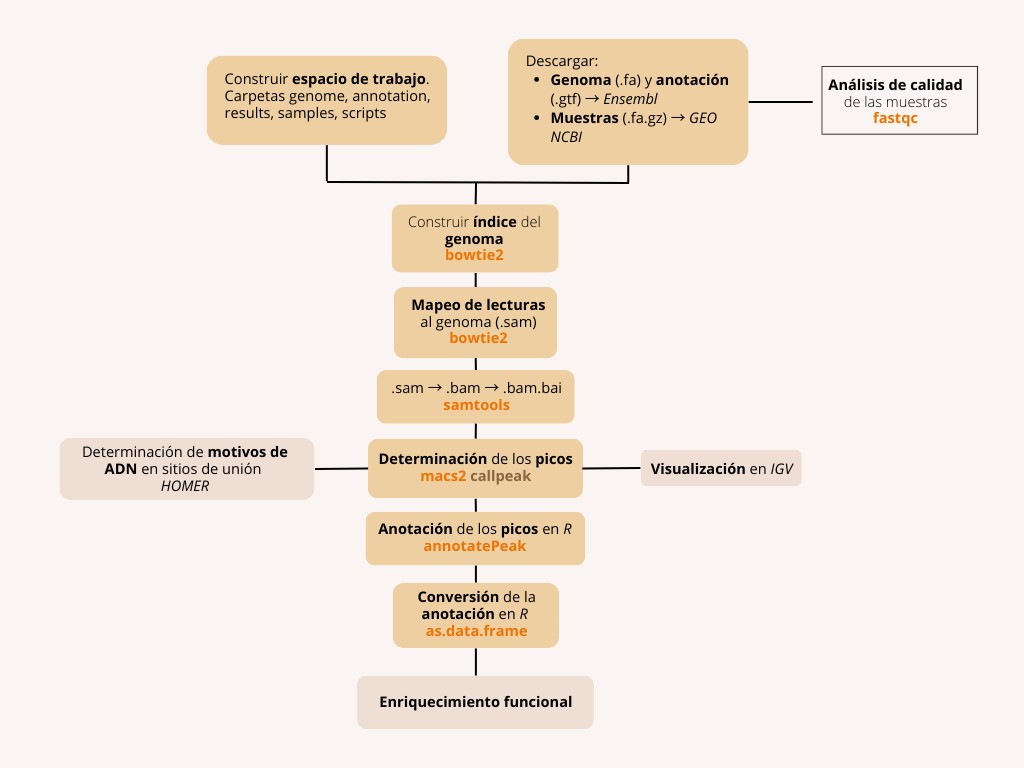 Construir espacio de trabajo.
Carpetas genome, annotation,
results, samples, scripts
Descargar:
• Genoma (.fa) y anotación
(.gtf) → Ensembl
• Muestras (.fa.gz) → GEO
NCBI
Análisis de calidad
de las muestras
fastqc
Construir índice del
genoma
bowtie2
Mapeo de lecturas
al genoma (.sam)
bowtie2
.sam → .bam → .bam.bai
samtools
Determinación de motivos de
ADN en sitios de unión
HOMER
Determinación de los picos
macs2 callpeak
Visualización en IGV
Anotación de los picos en R
annotatePeak
Conversión de la
anotación en R
as.data.frame
Enriquecimiento funcional